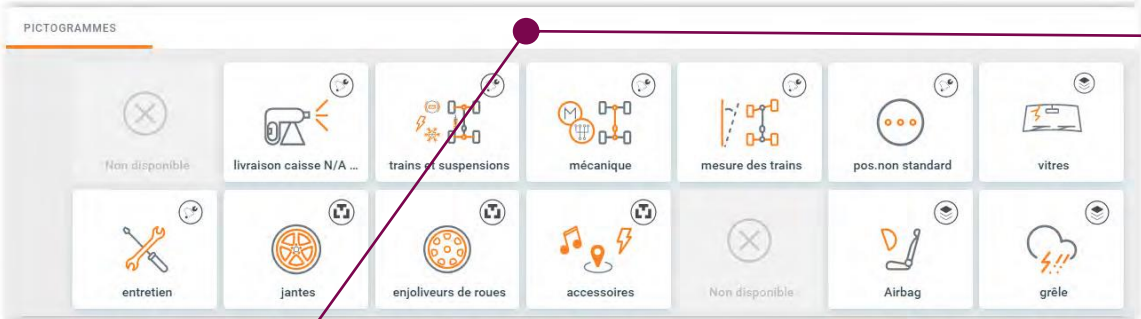 PICTOGRAMMES
Non disponible
livraison caisse N/A ...
trains et suspensions
M
mécanique
mesure des trains
pos.non standard
vitres
entretien
jantes
enjoliveurs de roues
accessoires
Non disponible
Airbag
grêle